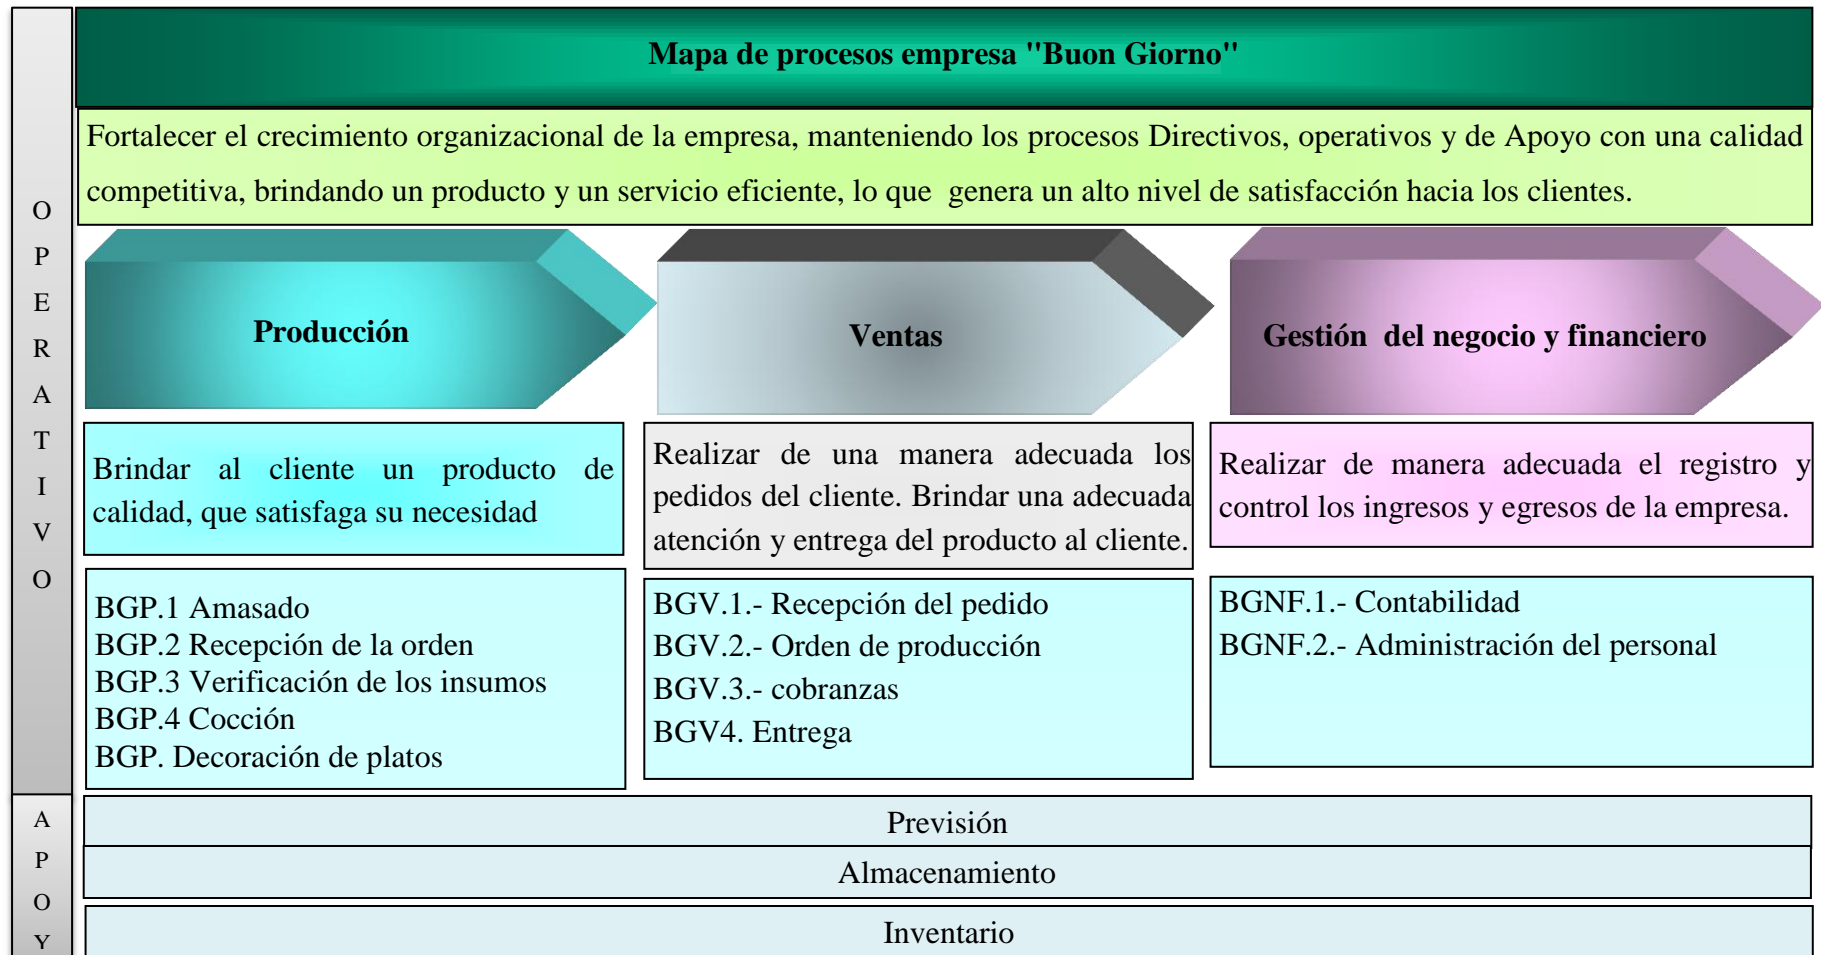 Mapa de procesos empresa "Buon Giorno"
Fortalecer el crecimiento organizacional de la empresa, manteniendo los procesos Directivos, operativos y de Apoyo con una calidad
competitiva, brindando un producto y un servicio eficiente, lo que genera un alto nivel de satisfacción hacia los clientes.
O
P
E
R
A
T
I
V
O
Producción
Ventas
Gestión del negocio y financiero
Brindar al cliente un producto de
calidad, que satisfaga su necesidad
Realizar de una manera adecuada los
pedidos del cliente. Brindar una adecuada
atención y entrega del producto al cliente.
Realizar de manera adecuada el registro y
control los ingresos y egresos de la empresa.
BGP.1 Amasado
BGP.2 Recepción de la orden
BGP.3 Verificación de los insumos
BGP.4 Cocción
BGP. Decoración de platos
BGV.1.- Recepción del pedido
BGV.2.- Orden de producción
BGV.3.- cobranzas
BGV4. Entrega
BGNF.1.- Contabilidad
BGNF.2.- Administración del personal
A
P
O
Y
Previsión
Almacenamiento
Inventario